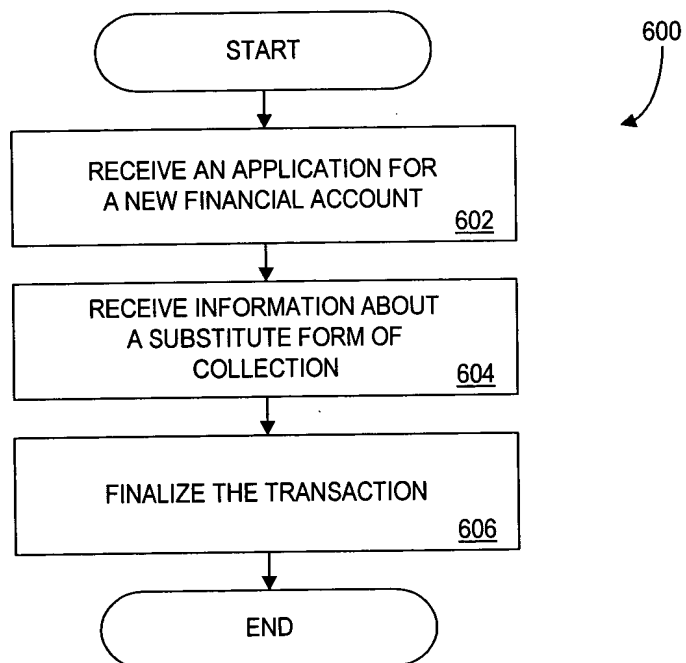 START
600
RECEIVE AN APPLICATION FOR
A NEW FINANCIAL ACCOUNT
602
RECEIVE INFORMATION ABOUT
A SUBSTITUTE FORM OF
COLLECTION
604
FINALIZE THE TRANSACTION
606
END